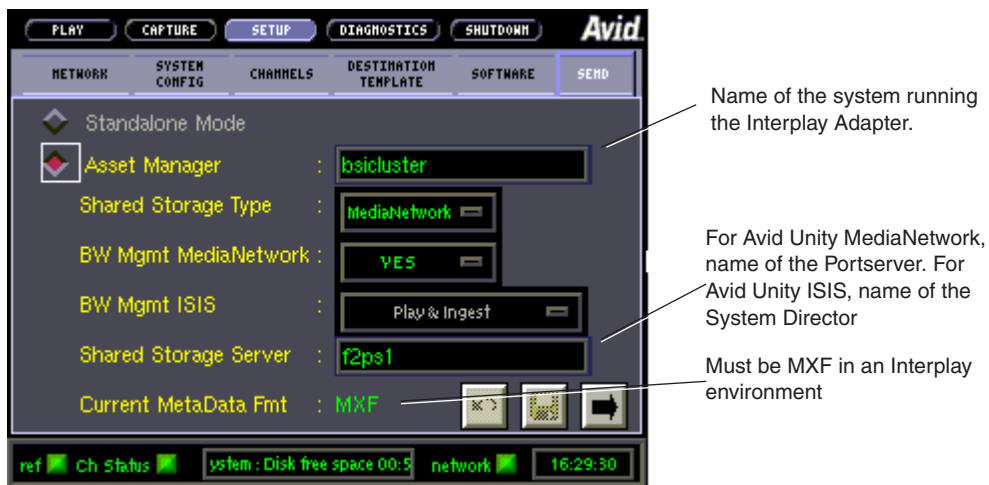 PLAY CAPTURE SETUP DIAGNOSTICS SHUTDOWN Avid
NETWORK SYSTEM CONFIG CHANNELS DESTINATION TEMPLATE SOFTWARE SEND
Standalone Mode
Asset Manager : bsicluster
Shared Storage Type : MediaNetwork
BW Mgmt MediaNetwork : YES
BW Mgmt ISIS : Play & Ingest
Shared Storage Server : f2ps1
Current MetaData Fmt : MXF
ref Ch Status ystem : Disk free space 00:5 network 16:29:30
Name of the system running
the Interplay Adapter.
For Avid Unity MediaNetwork,
name of the Portserver. For
Avid Unity ISIS, name of the
System Director
Must be MXF in an Interplay
environment